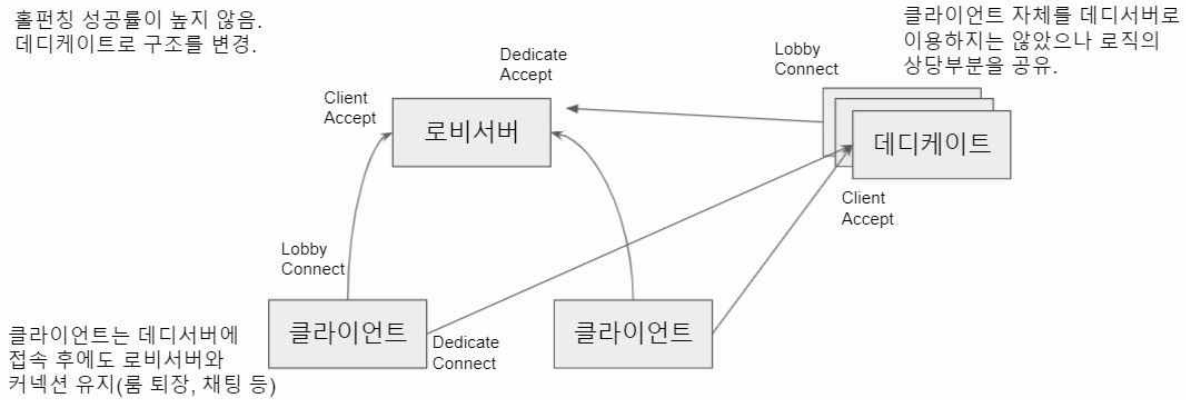 홀펀칭 성공률이 높지 않음.
데디케이트로 구조를 변경.
클라이언트 자체를 데디서버로
이용하지는 않았으나 로직의
상당부분을 공유.
Dedicate
Accept
Lobby
Connect
Client
Accept
로비서버
데디케이트
Client
Accept
Lobby
Connect
클라이언트
클라이언트
Dedicate
Connect
클라이언트는 데디서버에
접속 후에도 로비서버와
커넥션 유지(룸 퇴장, 채팅 등)